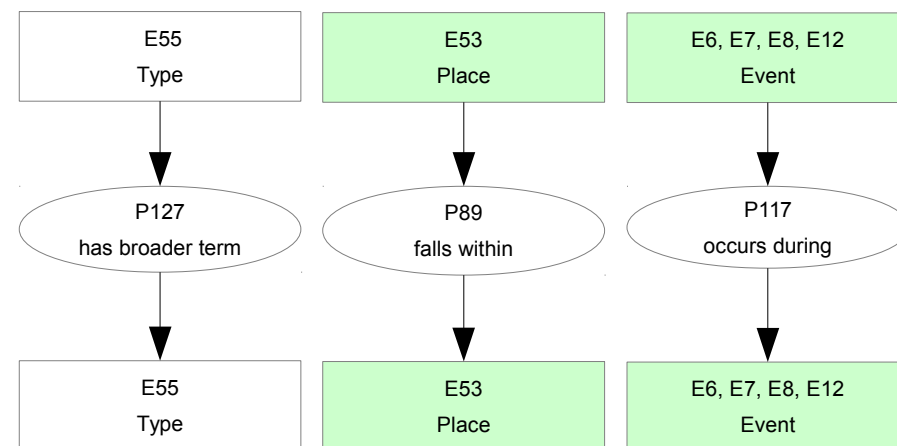 E55
Type
E53
Place
E6, E7, E8, E12
Event
P127
has broader term
P89
falls within
P117
occurs during
E55
Type
E53
Place
E6, E7, E8, E12
Event